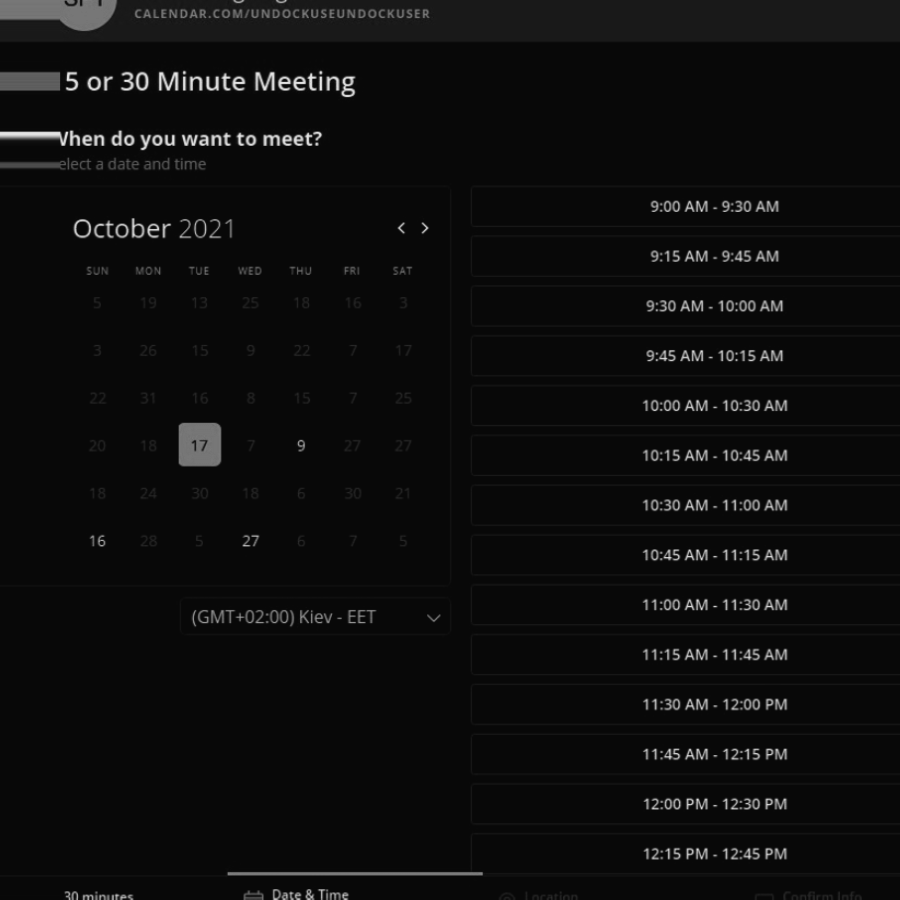 CALENDAR.COM/UNDOCKUSEUNDOCKUSER
5 or 30 Minute Meeting
When do you want to meet?
elect a date and time
October 2021
SUN MON TUE WED THU FRI SAT
5 19 13 25 18 16 3
3 26 15 9 22 7 17
22 31 16 8 15 7 25
20 18 17 7 9 27 27
18 24 30 18 6 30 21
16 28 5 27 6 7 5
(GMT+02:00) Kiev - EET
9:00 AM - 9:30 AM
9:15 AM - 9:45 AM
9:30 AM - 10:00 AM
9:45 AM - 10:15 AM
10:00 AM - 10:30 AM
10:15 AM - 10:45 AM
10:30 AM - 11:00 AM
10:45 AM - 11:15 AM
11:00 AM - 11:30 AM
11:15 AM - 11:45 AM
11:30 AM - 12:00 PM
11:45 AM - 12:15 PM
12:00 PM - 12:30 PM
12:15 PM - 12:45 PM
30 minutes Date & Time Location Confirm Info